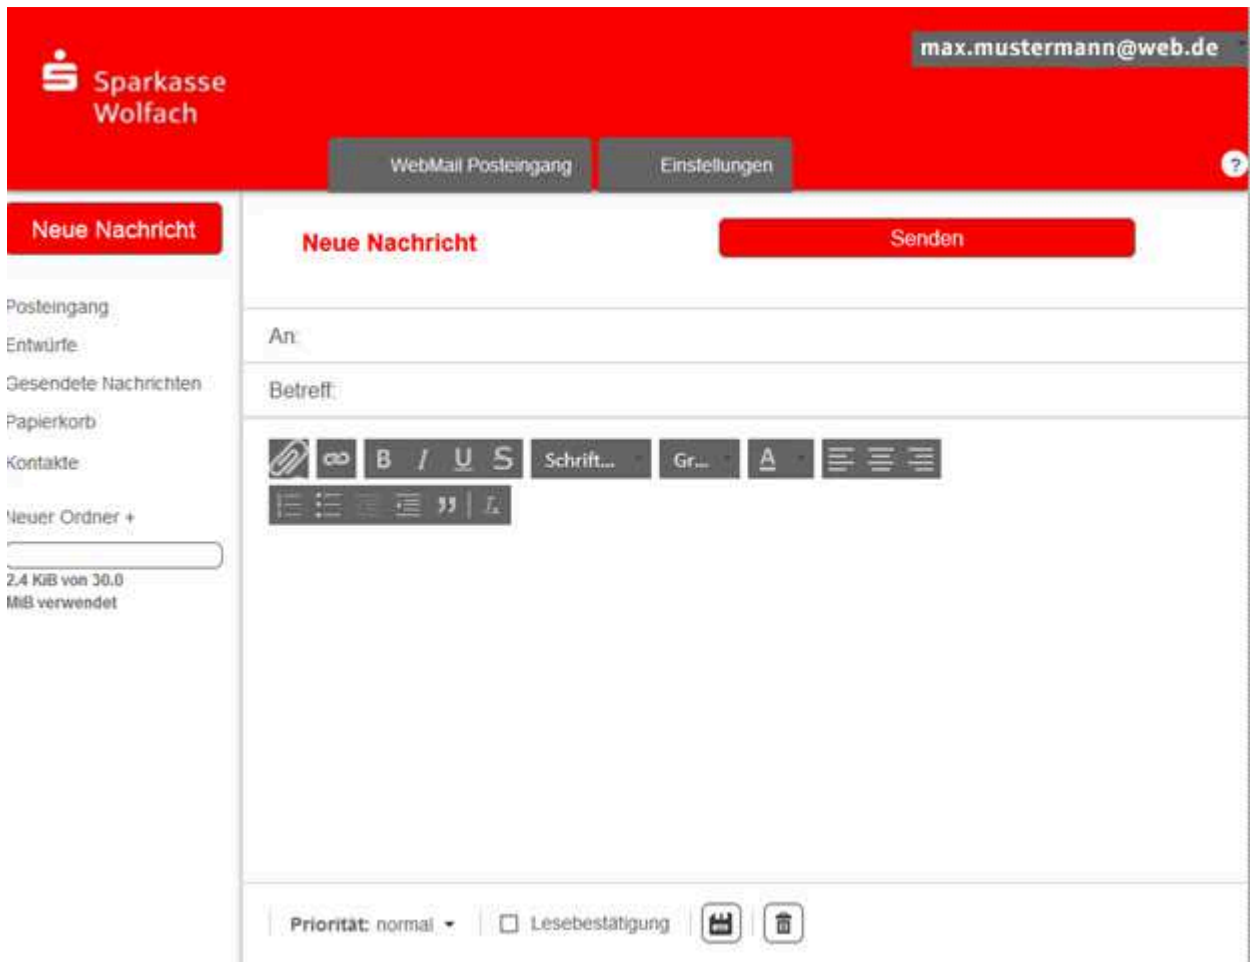 max.mustermann@web.de
Sparkasse
Wolfach
WebMail Posteingang
Einstellungen
?
Neue Nachricht
Neue Nachricht
Senden
Posteingang
Entwürfe
Gesendete Nachrichten
Papierkorb
Kontakte
Neuer Ordner +
2.4 KiB von 30.0
MiB verwendet
An:
Betreff:
B I U S Schrift... Gr... A
Priorität: normal Lesebestätigung